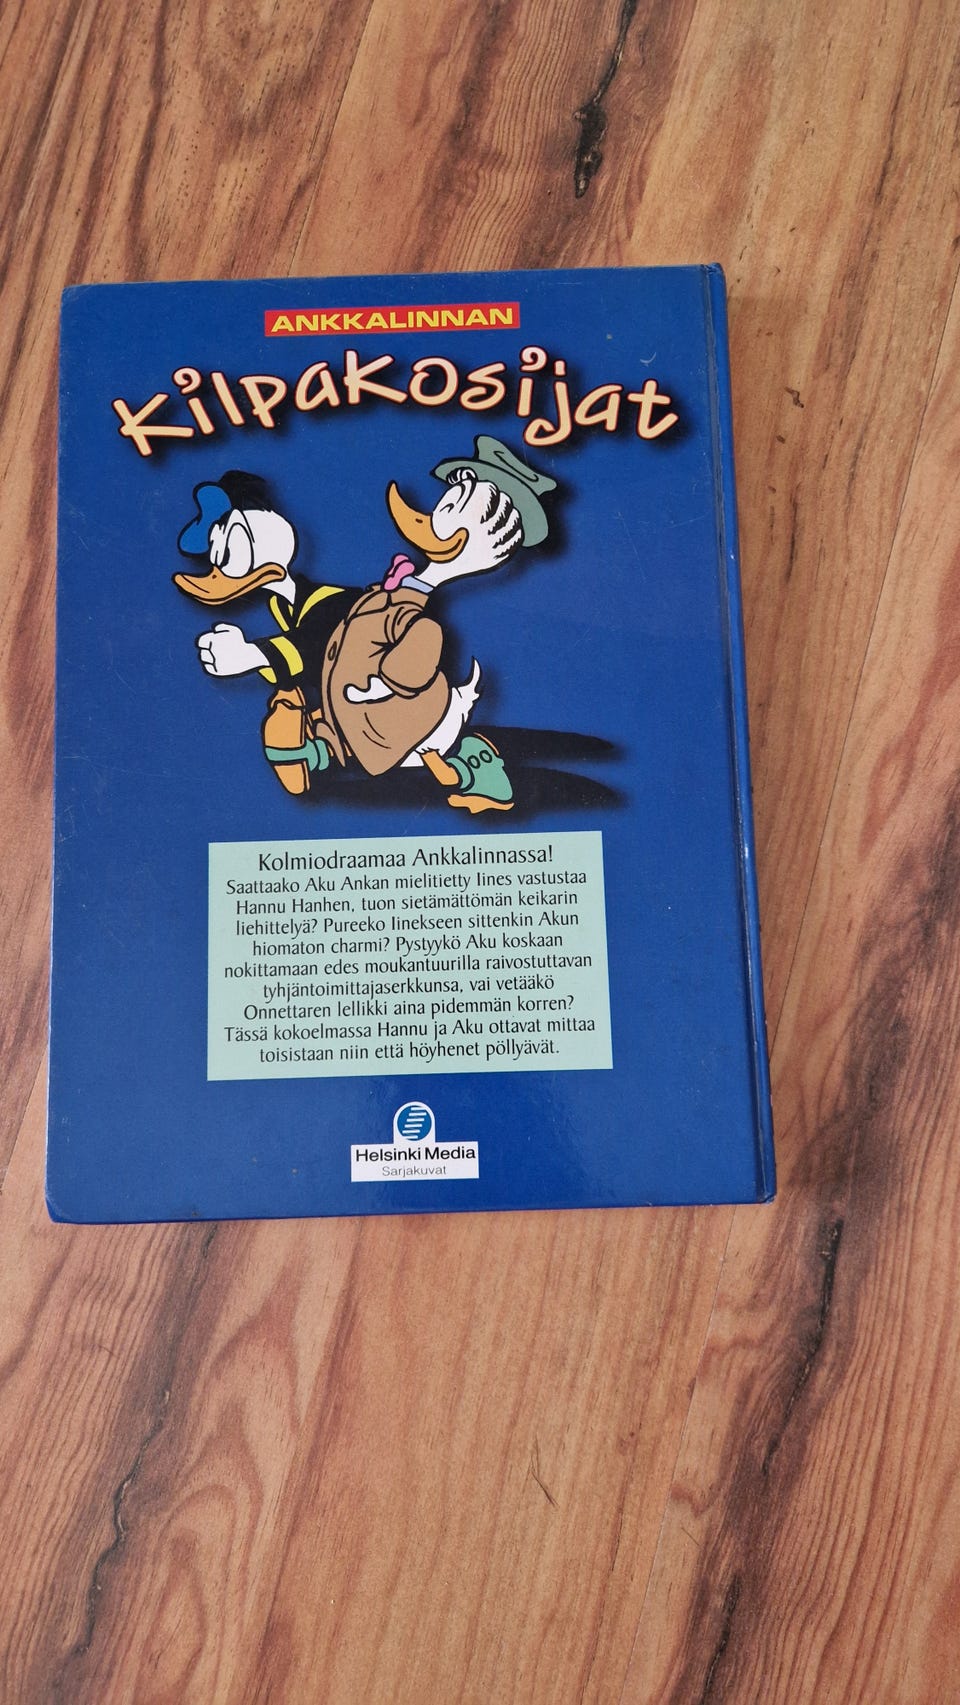 ANKKALINNAN
Kilpakosijat
Kolmiodraamaa Ankkalinnassa!
Saattaako Aku Ankan mielitietty Iines vastustaa
Hannu Hanhen, tuon sietämättömän keikarin
liehittelyä? Pureeko Iinekseen sittenkin Akun
hiomaton charmi? Pystyykö Aku koskaan
nokittamaan edes moukantuurilla raivostuttavan
tyhjäntoimittajaserkkunsa, vai vetääkö
Onnettaren lellikki aina pidemmän korren?
Tässä kokoelmassa Hannu ja Aku ottavat mittaa
toisistaan niin että höyhenet pöllyävät.
Helsinki Media
Sarjakuvat